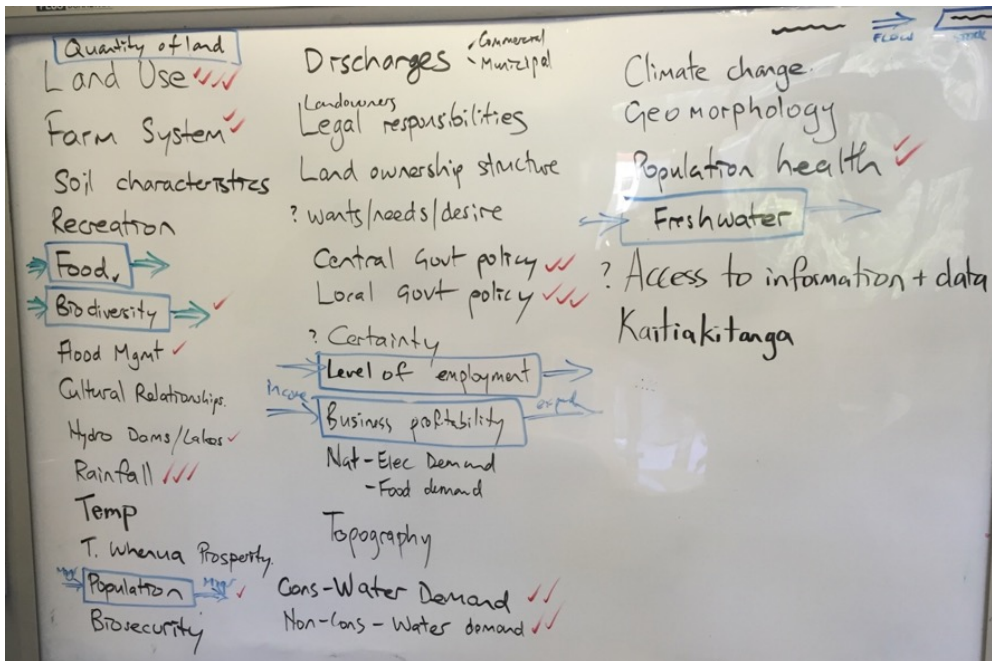 Quantity of land
Land Use
Farm System
Soil characteristics
Recreation
Food
Biodiversity
Flood Mgmt
Cultural Relationships.
Hydro Dams/Lakes
Rainfall
Temp
T. Whenua Prosperity.
Population
Biosecurity
Discharges
Commercial
Municipal
Landowners
Legal responsibilities
Land ownership structure
? wants/needs/desire
Central Govt policy
Local Govt policy
? Certainty
Level of employment
income
Business profitability
Nat-Elec Demand
-Food demand
Topography
Cons-Water Demand
Non-Cons-Water demand
FLOW
Climate change.
Geomorphology
Population health
Freshwater
? Access to information + data
Kaitiakitanga